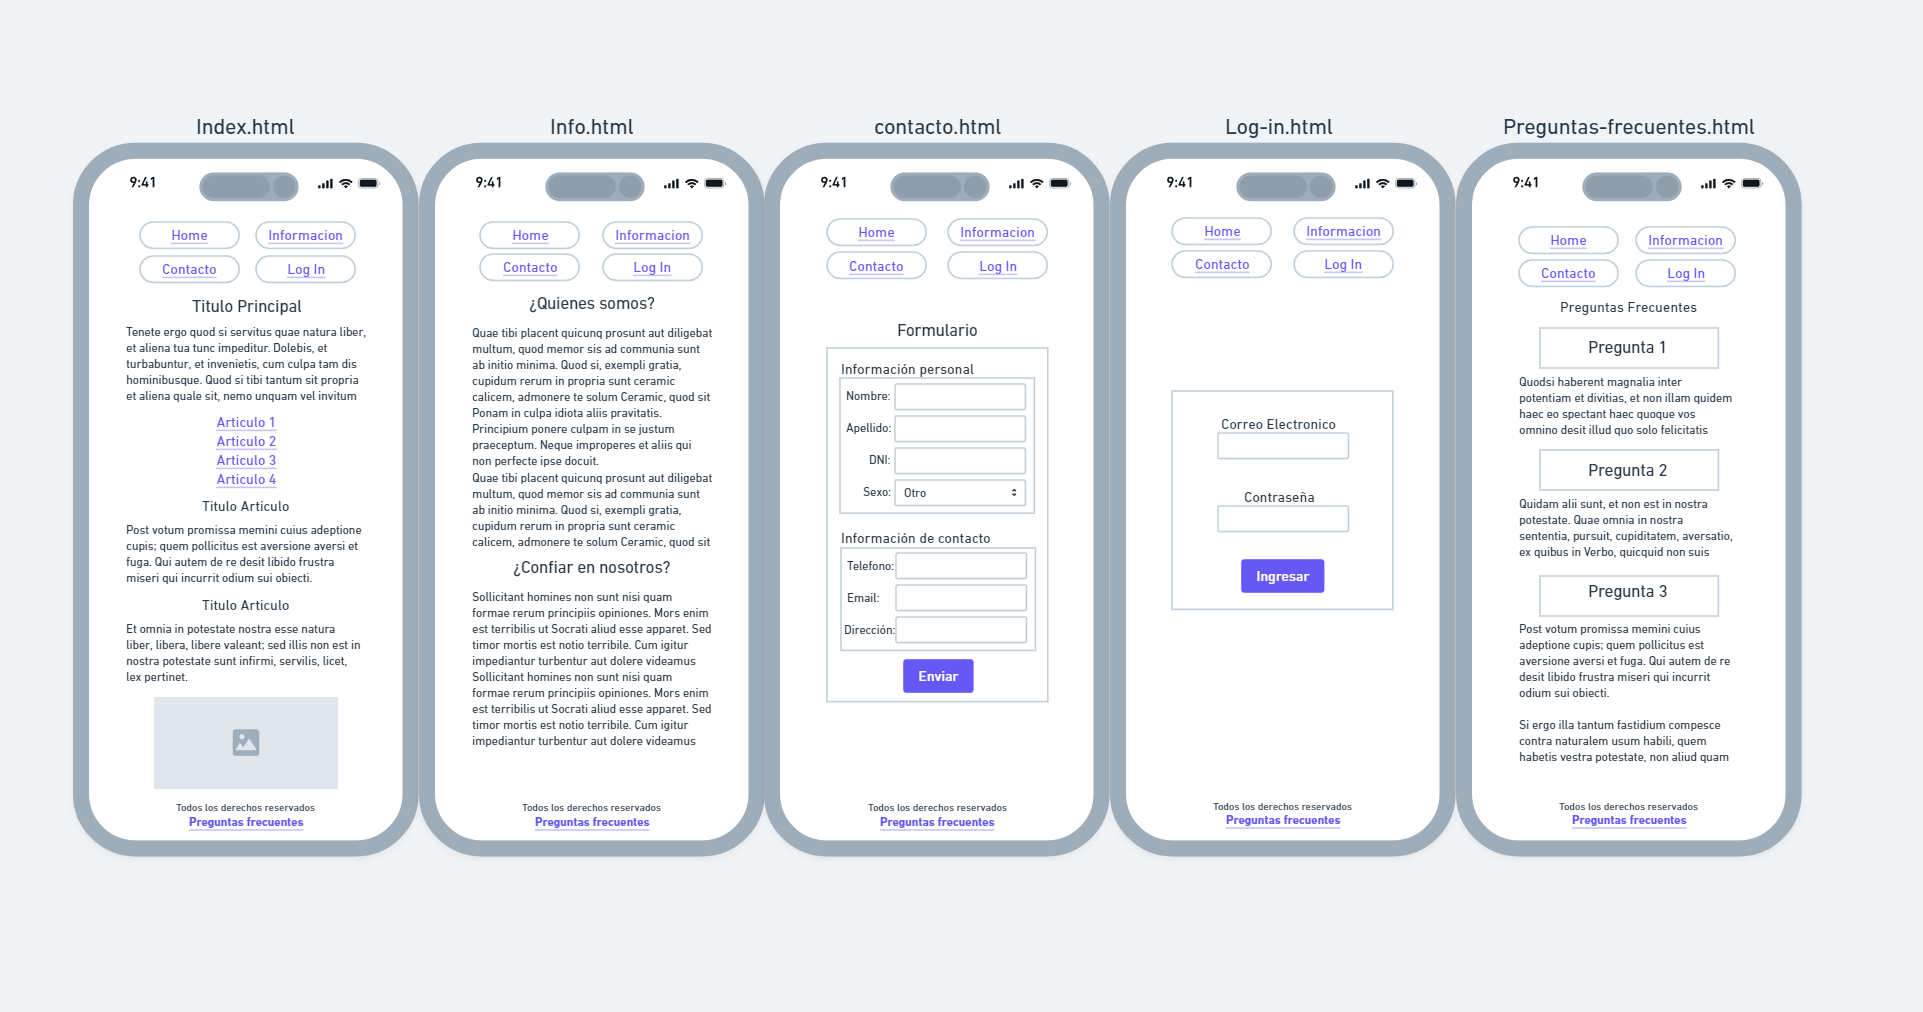 Index.html
9:41
Home
Informacion
Contacto
Log In
Titulo Principal
Tenete ergo quod si servitus quae natura liber,
et aliena tua tunc impeditur. Dolebis, et
turbabuntur, et invenietis, cum culpa tam dis
hominibusque. Quod si tibi tantum sit propria
et aliena quale sit, nemo unquam vel invitum
Articulo 1
Articulo 2
Articulo 3
Articulo 4
Titulo Articulo
Post votum promissa memini cuius adeptione
cupis; quem pollicitus est aversione aversi et
fuga. Qui autem de re desit libido frustra
miseri qui incurrit odium sui obiecti.
Titulo Articulo
Et omnia in potestate nostra esse natura
liber, libera, libere valeant; sed illis non est in
nostra potestate sunt infirmi, servilis, licet,
lex pertinet.
Todos los derechos reservados
Preguntas frecuentes
Info.html
9:41
Home
Informacion
Contacto
Log In
¿Quienes somos?
Quae tibi placent quicunq prosunt aut diligebat
multum, quod memor sis ad communia sunt
ab initio minima. Quod si, exempli gratia,
cupidum rerum in propria sunt ceramic
calicem, admonere te solum Ceramic, quod sit
Ponam in culpa idiota aliis pravitatis.
Principium ponere culpam in se justum
praeceptum. Neque improperes et aliis qui
non perfecte ipse docuit.
Quae tibi placent quicunq prosunt aut diligebat
multum, quod memor sis ad communia sunt
ab initio minima. Quod si, exempli gratia,
cupidum rerum in propria sunt ceramic
calicem, admonere te solum Ceramic, quod sit
¿Confiar en nosotros?
Sollicitant homines non sunt nisi quam
formae rerum principiis opiniones. Mors enim
est terribilis ut Socrati aliud esse apparet. Sed
timor mortis est notio terribile. Cum igitur
impediantur turbentur aut dolere videamus
Sollicitant homines non sunt nisi quam
formae rerum principiis opiniones. Mors enim
est terribilis ut Socrati aliud esse apparet. Sed
timor mortis est notio terribile. Cum igitur
impediantur turbentur aut dolere videamus
Todos los derechos reservados
Preguntas frecuentes
contacto.html
9:41
Home
Informacion
Contacto
Log In
Formulario
Información personal
Nombre:
Apellido:
DNI:
Sexo: Otro
Información de contacto
Telefono:
Email:
Dirección:
Enviar
Todos los derechos reservados
Preguntas frecuentes
Log-in.html
9:41
Home
Informacion
Contacto
Log In
Correo Electronico
Contraseña
Ingresar
Todos los derechos reservados
Preguntas frecuentes
Preguntas-frecuentes.html
9:41
Home
Informacion
Contacto
Log In
Preguntas Frecuentes
Pregunta 1
Quodsi haberent magnalia inter
potentiam et divitias, et non illam quidem
haec eo spectant haec quoque vos
omnino desit illud quo solo felicitatis
Pregunta 2
Quidam alii sunt, et non est in nostra
potestate. Quae omnia in nostra
sententia, pursuit, cupiditatem, aversatio,
ex quibus in Verbo, quicquid non suis
Pregunta 3
Post votum promissa memini cuius
adeptione cupis; quem pollicitus est
aversione aversi et fuga. Qui autem de re
desit libido frustra miseri qui incurrit
odium sui obiecti.
Si ergo illa tantum fastidium compesce
contra naturalem usum habili, quem
habetis vestra potestate, non aliud quam
Todos los derechos reservados
Preguntas frecuentes